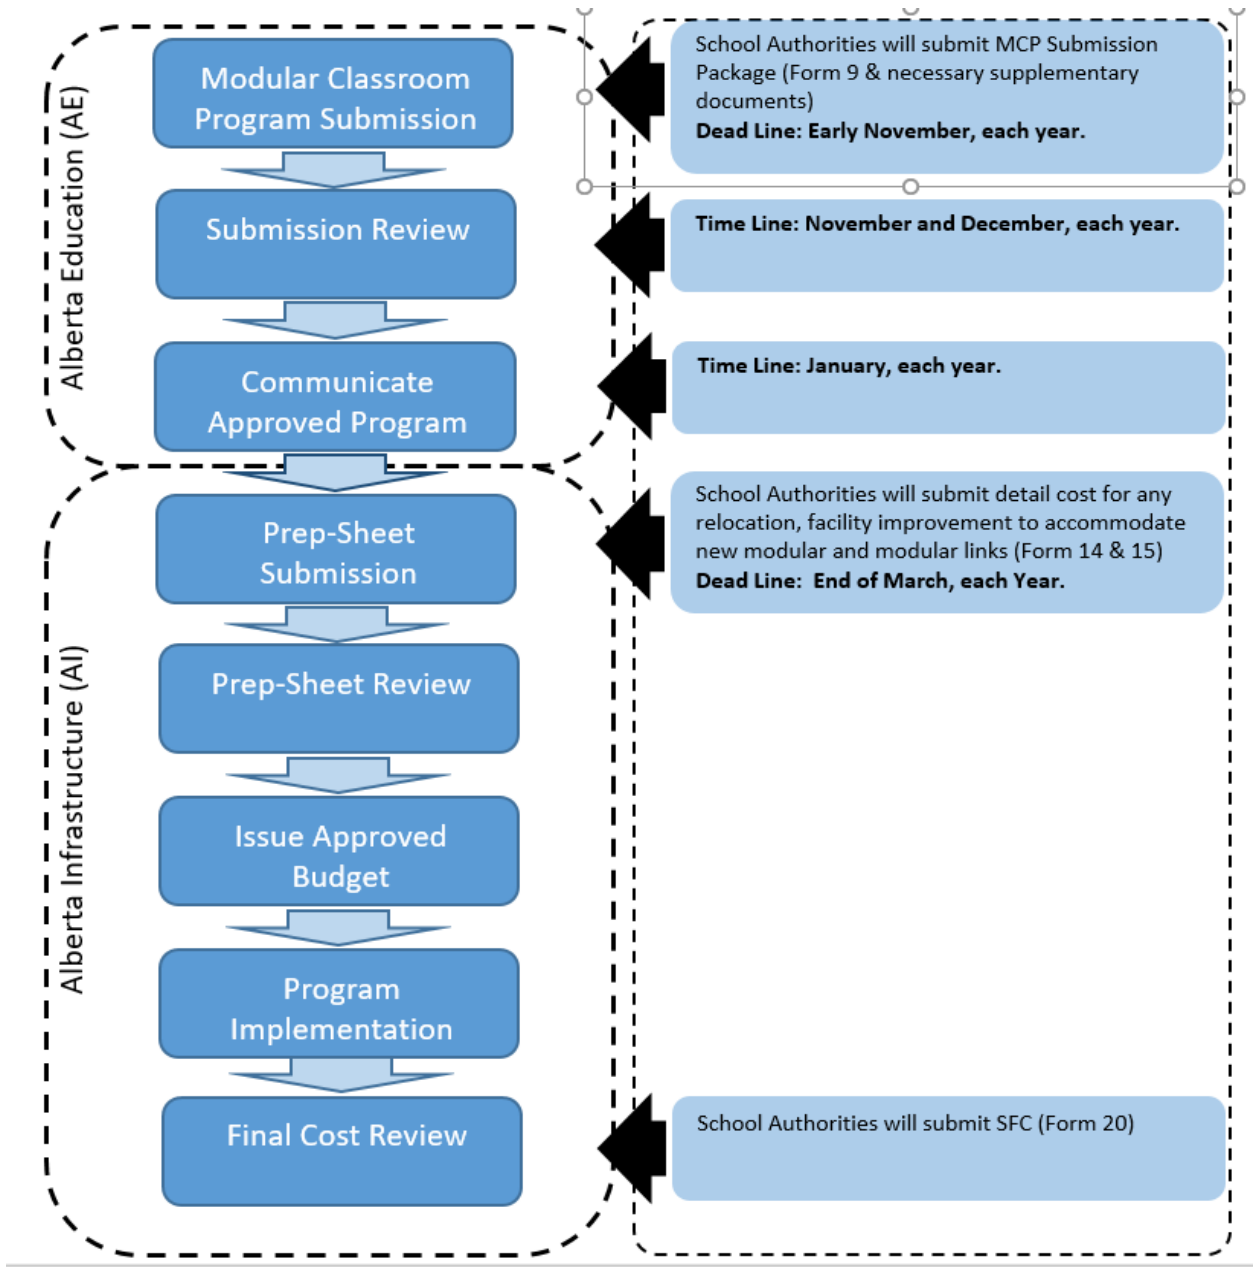 Alberta Education (AE)
Modular Classroom
Program Submission
School Authorities will submit MCP Submission
Package (Form 9 & necessary supplementary
documents)
Dead Line: Early November, each year.
Submission Review
Time Line: November and December, each year.
Communicate
Approved Program
Time Line: January, each year.
Alberta Infrastructure (AI)
Prep-Sheet
Submission
School Authorities will submit detail cost for any
relocation, facility improvement to accommodate
new modular and modular links (Form 14 & 15)
Dead Line:  End of March, each Year.
Prep-Sheet Review
Issue Approved
Budget
Program
Implementation
Final Cost Review
School Authorities will submit SFC (Form 20)